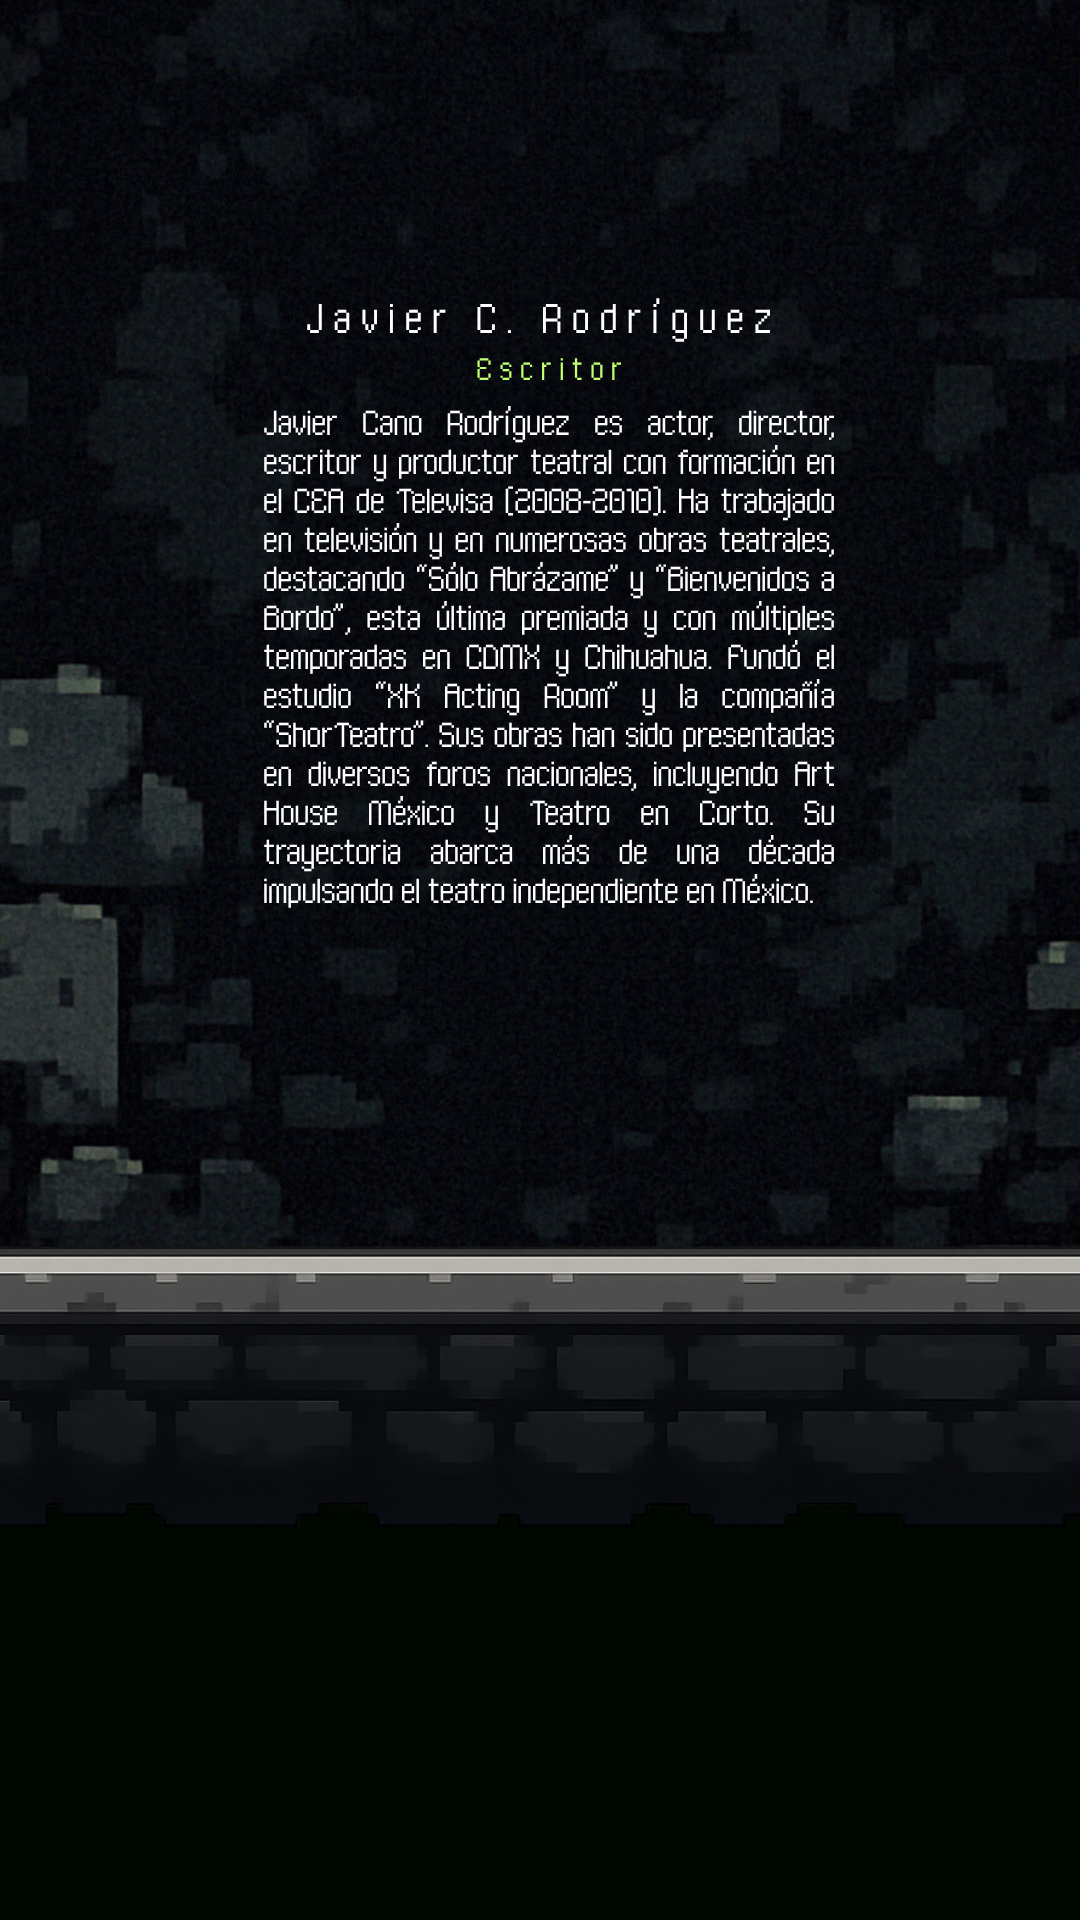 Javier C. Rodríguez
Escritor
Javier Cano Rodríguez es actor, director,
escritor y productor teatral con formación en
el CEA de Televisa (2008-2010). Ha trabajado
en televisión y en numerosas obras teatrales,
destacando “Sólo Abrázame” y “Bienvenidos a
Bordo”, esta última premiada y con múltiples
temporadas en CDMX y Chihuahua. Fundó el
estudio “XK Acting Room” y la compañía
“ShorTeatro”. Sus obras han sido presentadas
en diversos foros nacionales, incluyendo Art
House México y Teatro en Corto. Su
trayectoria abarca más de una década
impulsando el teatro independiente en México.